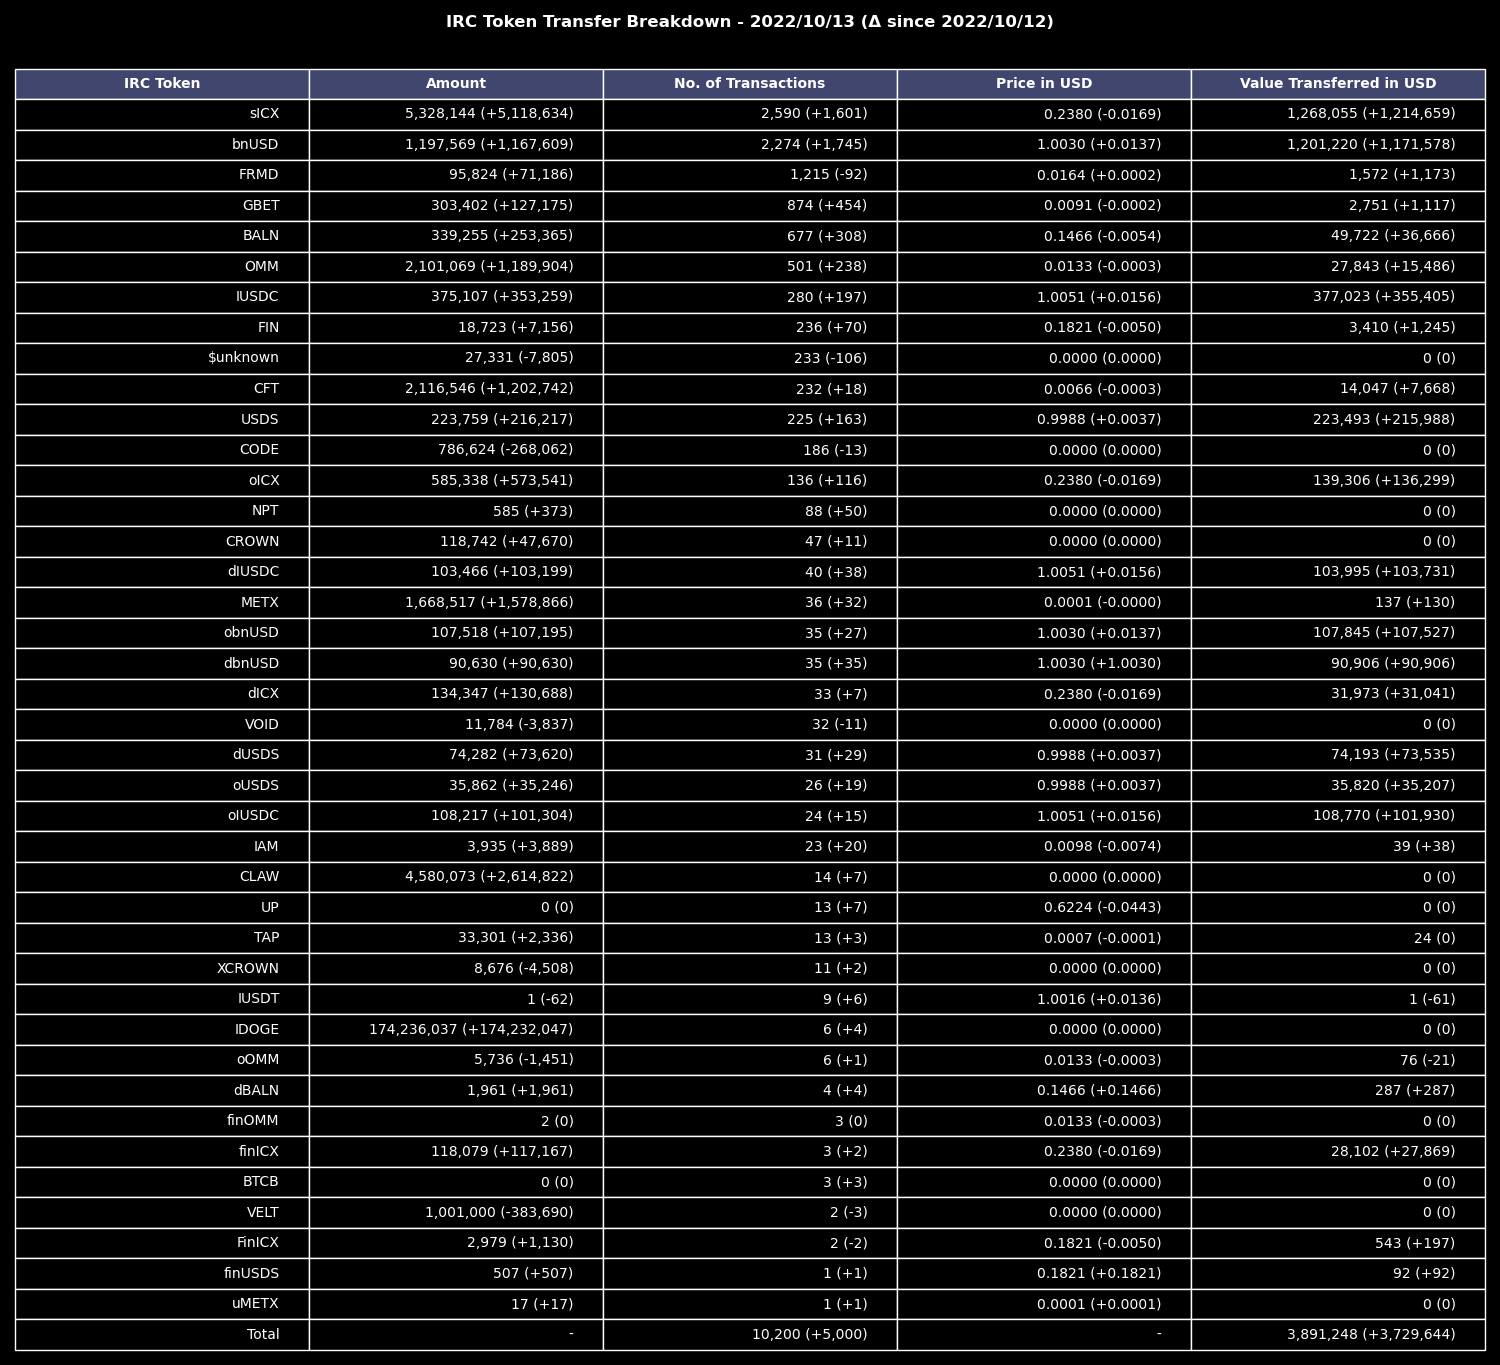 IRC Token Transfer Breakdown - 2022/10/13 (Δ since 2022/10/12)
IRC Token Amount No. of Transactions Price in USD Value Transferred in USD
sICX 5,328,144 (+5,118,634) 2,590 (+1,601) 0.2380 (-0.0169) 1,268,055 (+1,214,659)
bnUSD 1,197,569 (+1,167,609) 2,274 (+1,745) 1.0030 (+0.0137) 1,201,220 (+1,171,578)
FRMD 95,824 (+71,186) 1,215 (-92) 0.0164 (+0.0002) 1,572 (+1,173)
GBET 303,402 (+127,175) 874 (+454) 0.0091 (-0.0002) 2,751 (+1,117)
BALN 339,255 (+253,365) 677 (+308) 0.1466 (-0.0054) 49,722 (+36,666)
OMM 2,101,069 (+1,189,904) 501 (+238) 0.0133 (-0.0003) 27,843 (+15,486)
IUSDC 375,107 (+353,259) 280 (+197) 1.0051 (+0.0156) 377,023 (+355,405)
FIN 18,723 (+7,156) 236 (+70) 0.1821 (-0.0050) 3,410 (+1,245)
$unknown 27,331 (-7,805) 233 (-106) 0.0000 (0.0000) 0 (0)
CFT 2,116,546 (+1,202,742) 232 (+18) 0.0066 (-0.0003) 14,047 (+7,668)
USDS 223,759 (+216,217) 225 (+163) 0.9988 (+0.0037) 223,493 (+215,988)
CODE 786,624 (-268,062) 186 (-13) 0.0000 (0.0000) 0 (0)
oICX 585,338 (+573,541) 136 (+116) 0.2380 (-0.0169) 139,306 (+136,299)
NPT 585 (+373) 88 (+50) 0.0000 (0.0000) 0 (0)
CROWN 118,742 (+47,670) 47 (+11) 0.0000 (0.0000) 0 (0)
dIUSDC 103,466 (+103,199) 40 (+38) 1.0051 (+0.0156) 103,995 (+103,731)
METX 1,668,517 (+1,578,866) 36 (+32) 0.0001 (-0.0000) 137 (+130)
obnUSD 107,518 (+107,195) 35 (+27) 1.0030 (+0.0137) 107,845 (+107,527)
dbnUSD 90,630 (+90,630) 35 (+35) 1.0030 (+1.0030) 90,906 (+90,906)
dICX 134,347 (+130,688) 33 (+7) 0.2380 (-0.0169) 31,973 (+31,041)
VOID 11,784 (-3,837) 32 (-11) 0.0000 (0.0000) 0 (0)
dUSDS 74,282 (+73,620) 31 (+29) 0.9988 (+0.0037) 74,193 (+73,535)
oUSDS 35,862 (+35,246) 26 (+19) 0.9988 (+0.0037) 35,820 (+35,207)
oIUSDC 108,217 (+101,304) 24 (+15) 1.0051 (+0.0156) 108,770 (+101,930)
IAM 3,935 (+3,889) 23 (+20) 0.0098 (-0.0074) 39 (+38)
CLAW 4,580,073 (+2,614,822) 14 (+7) 0.0000 (0.0000) 0 (0)
UP 0 (0) 13 (+7) 0.6224 (-0.0443) 0 (0)
TAP 33,301 (+2,336) 13 (+3) 0.0007 (-0.0001) 24 (0)
XCROWN 8,676 (-4,508) 11 (+2) 0.0000 (0.0000) 0 (0)
IUSDT 1 (-62) 9 (+6) 1.0016 (+0.0136) 1 (-61)
IDOGE 174,236,037 (+174,232,047) 6 (+4) 0.0000 (0.0000) 0 (0)
oOMM 5,736 (-1,451) 6 (+1) 0.0133 (-0.0003) 76 (-21)
dBALN 1,961 (+1,961) 4 (+4) 0.1466 (+0.1466) 287 (+287)
finOMM 2 (0) 3 (0) 0.0133 (-0.0003) 0 (0)
finICX 118,079 (+117,167) 3 (+2) 0.2380 (-0.0169) 28,102 (+27,869)
BTCB 0 (0) 3 (+3) 0.0000 (0.0000) 0 (0)
VELT 1,001,000 (-383,690) 2 (-3) 0.0000 (0.0000) 0 (0)
FinICX 2,979 (+1,130) 2 (-2) 0.1821 (-0.0050) 543 (+197)
finUSDS 507 (+507) 1 (+1) 0.1821 (+0.1821) 92 (+92)
uMETX 17 (+17) 1 (+1) 0.0001 (+0.0001) 0 (0)
Total - 10,200 (+5,000) - 3,891,248 (+3,729,644)